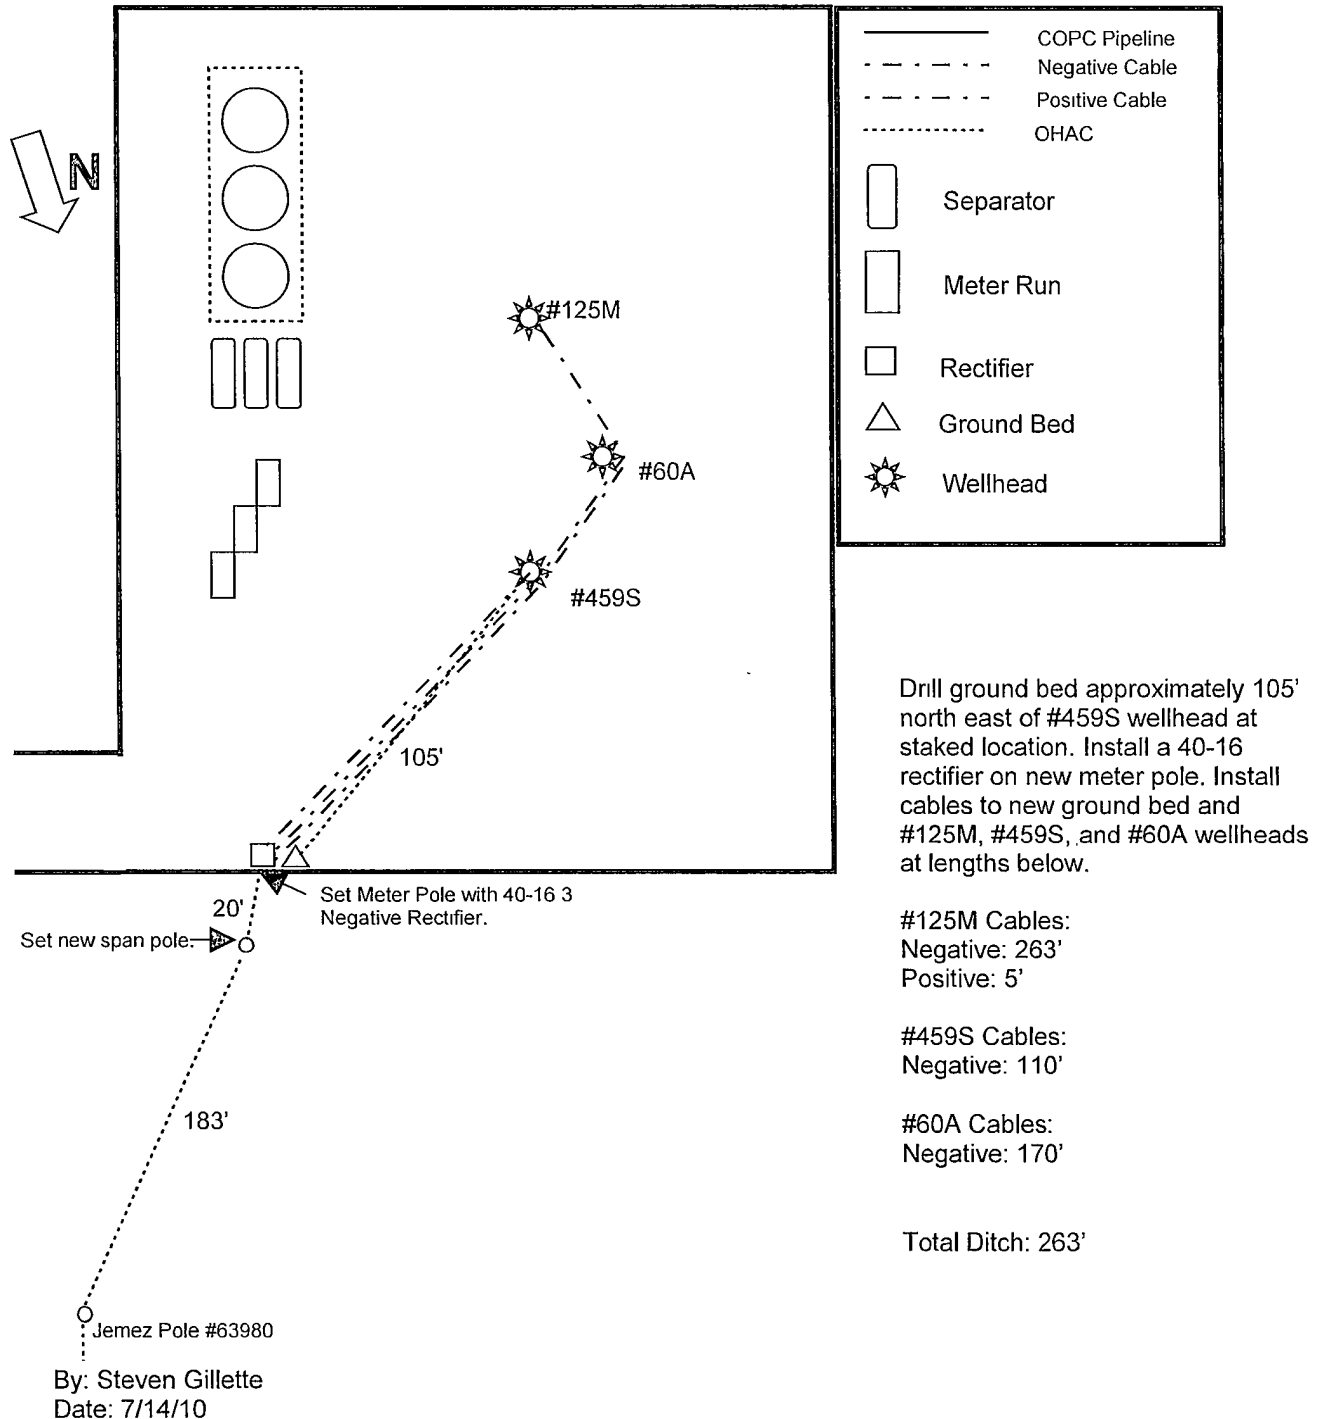 COPC Pipeline
Negative Cable
Positive Cable
OHAC
Separator
Meter Run
Rectifier
Ground Bed
Wellhead
N
#125M
#60A
#459S
105'
Set Meter Pole with 40-16 3
Negative Rectifier.
20'
Set new span pole.
183'
Jemez Pole #63980
By: Steven Gillette
Date: 7/14/10
Drill ground bed approximately 105'
north east of #459S wellhead at
staked location. Install a 40-16
rectifier on new meter pole. Install
cables to new ground bed and
#125M, #459S, and #60A wellheads
at lengths below.
#125M Cables:
Negative: 263'
Positive: 5'
#459S Cables:
Negative: 110'
#60A Cables:
Negative: 170'
Total Ditch: 263'